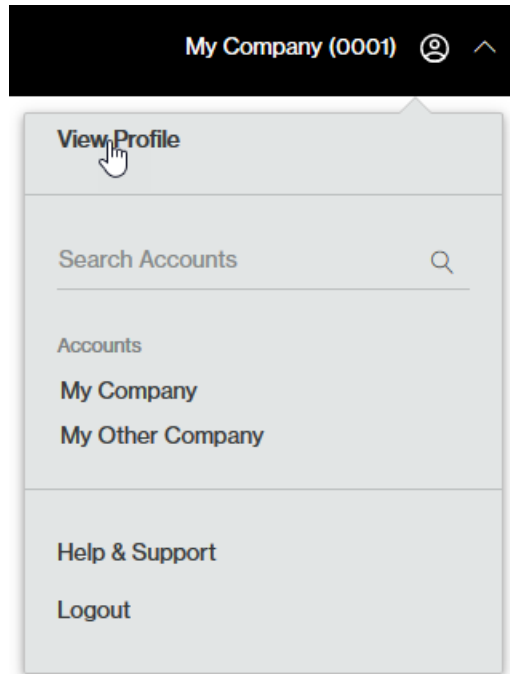 My Company (0001)
View Profile
Search Accounts
Accounts
My Company
My Other Company
Help & Support
Logout